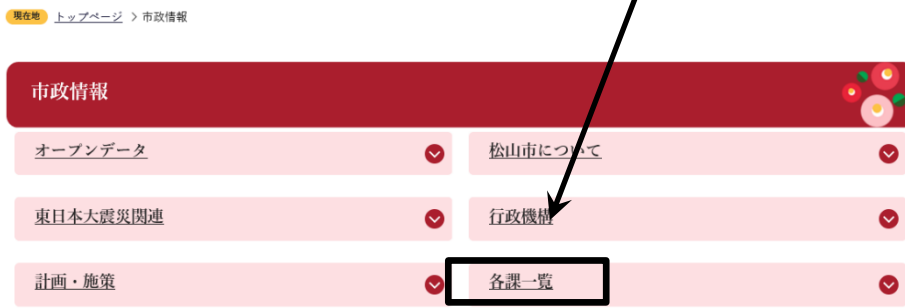 現在地 トップページ > 市政情報
市政情報
オープンデータ
松山市について
東日本大震災関連
行政機構
計画・施策
各課一覧